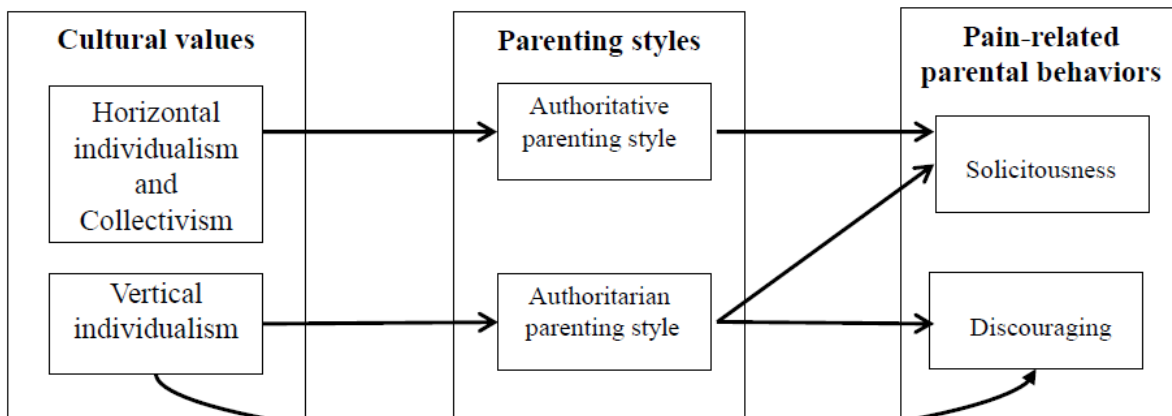 Cultural values
Horizontal
individualism
and
Collectivism
Vertical
individualism
Parenting styles
Authoritative
parenting style
Authoritarian
parenting style
Pain-related
parental behaviors
Solicitousness
Discouraging